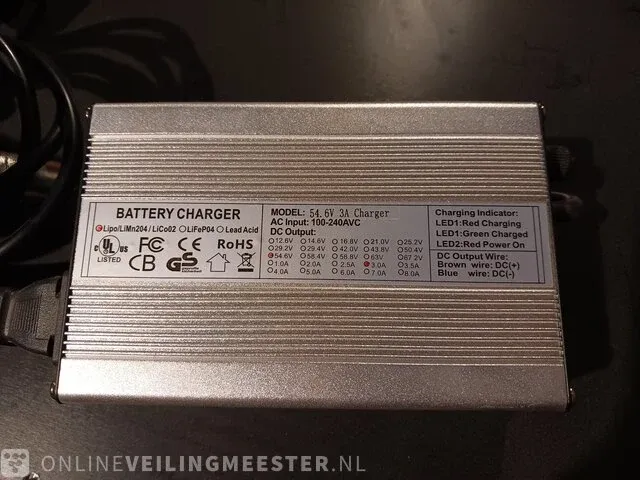 BATTERY CHARGER
Lipo/LiMn204/LiCo02 LiFeP04 Lead Acid
c UL us LISTED FC CE RoHS
CB GS geprüfte Sicherheit
MODEL: 54.6V 3A Charger
AC Input: 100-240AVC
DC Output:
12.6V 14.6V 16.8V 21.0V 25.2V
29.2V 29.4V 42.0V 43.8V 50.4V
54.6V 58.4V 58.8V 63V 67.2V
1.0A 2.0A 2.5A 3.0A 3.5A
4.0A 5.0A 6.0A 7.0A 8.0A
Charging Indicator:
LED1:Red Charging
LED1:Green Charged
LED2:Red Power On
DC Output Wire:
Brown wire: DC(+)
Blue wire: DC(-)
ONLINEVEILINGMEESTER.NL